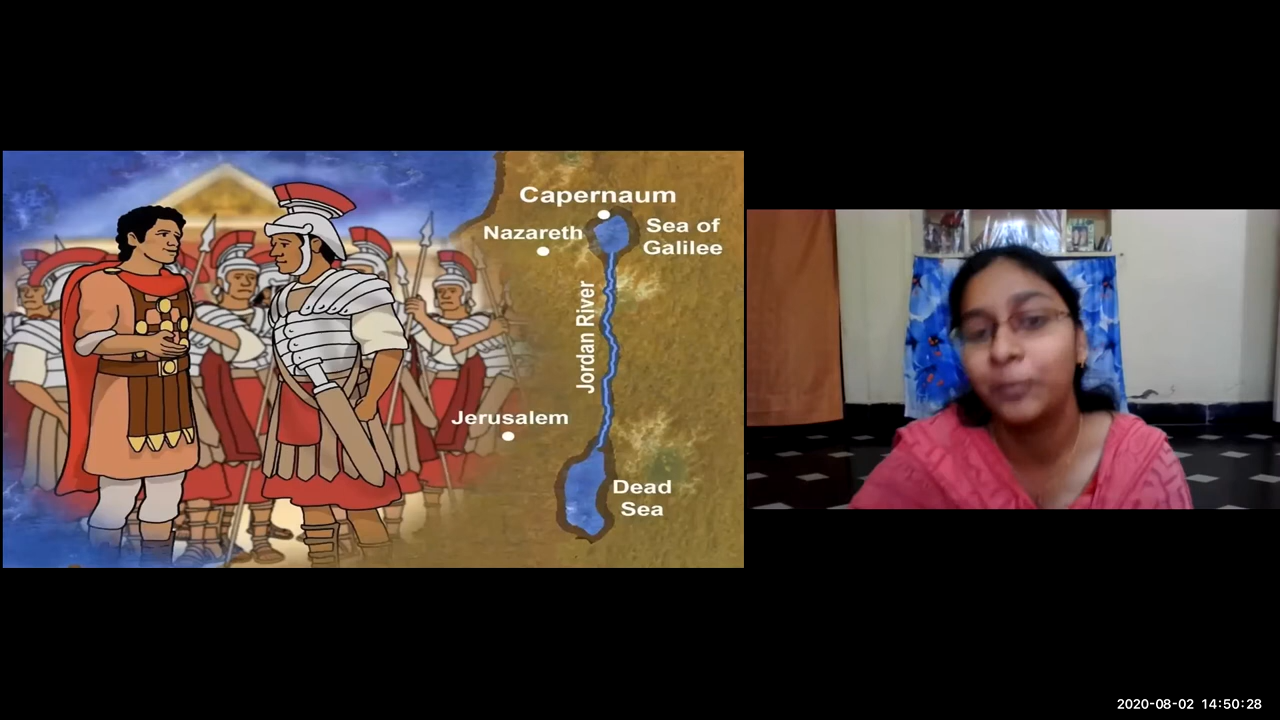 Capernaum
Nazareth
Sea of
Galilee
Jordan River
Jerusalem
Dead
Sea
2020-08-02 14:50:28